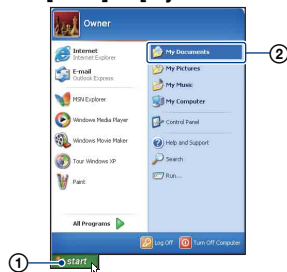 Owner
Internet
Internet Explorer
E-mail
Outlook Express
MSN Explorer
Windows Media Player
Windows Movie Maker
Tour Windows XP
Paint
All Programs
My Documents
My Pictures
My Music
My Computer
Control Panel
Help and Support
Search
Run...
Log Off
Turn Off Computer
start
1
2